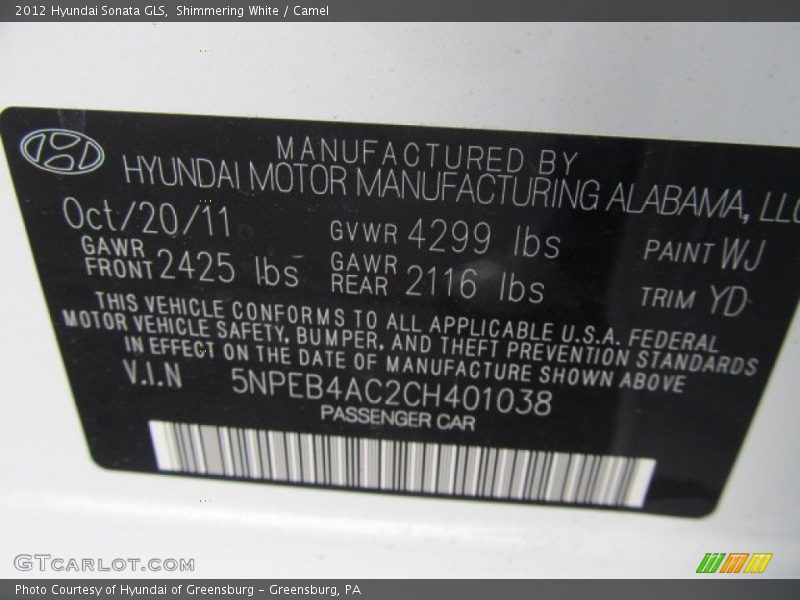 2012 Hyundai Sonata GLS, Shimmering White / Camel
MANUFACTURED BY
HYUNDAI MOTOR MANUFACTURING ALABAMA, LLC
Oct/20/11 GVWR 4299 lbs PAINT WJ
GAWR FRONT 2425 lbs GAWR REAR 2116 lbs TRIM YD
THIS VEHICLE CONFORMS TO ALL APPLICABLE U.S.A. FEDERAL
MOTOR VEHICLE SAFETY, BUMPER, AND THEFT PREVENTION STANDARDS
IN EFFECT ON THE DATE OF MANUFACTURE SHOWN ABOVE
V.I.N 5NPEB4AC2CH401038
PASSENGER CAR
GTCARLOT.COM
Photo Courtesy of Hyundai of Greensburg - Greensburg, PA